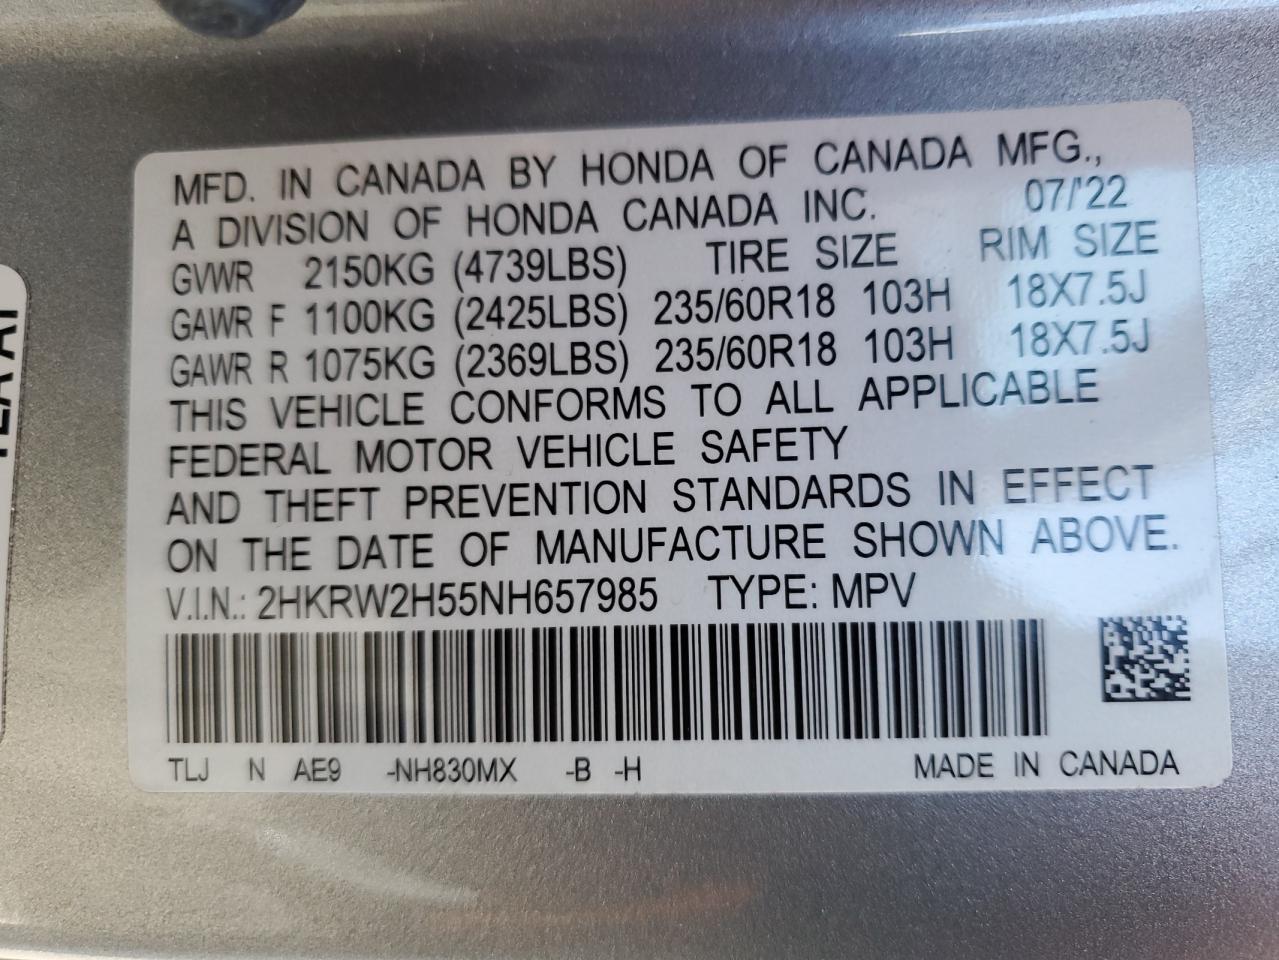 MFD. IN CANADA BY HONDA OF CANADA MFG.,
A DIVISION OF HONDA CANADA INC. 07/'22
GVWR 2150KG (4739LBS) TIRE SIZE RIM SIZE
GAWR F 1100KG (2425LBS) 235/60R18 103H 18X7.5J
GAWR R 1075KG (2369LBS) 235/60R18 103H 18X7.5J
THIS VEHICLE CONFORMS TO ALL APPLICABLE
FEDERAL MOTOR VEHICLE SAFETY
AND THEFT PREVENTION STANDARDS IN EFFECT
ON THE DATE OF MANUFACTURE SHOWN ABOVE.
V.I.N.: 2HKRW2H55NH657985 TYPE: MPV
TLJ N AE9 -NH830MX -B -H MADE IN CANADA